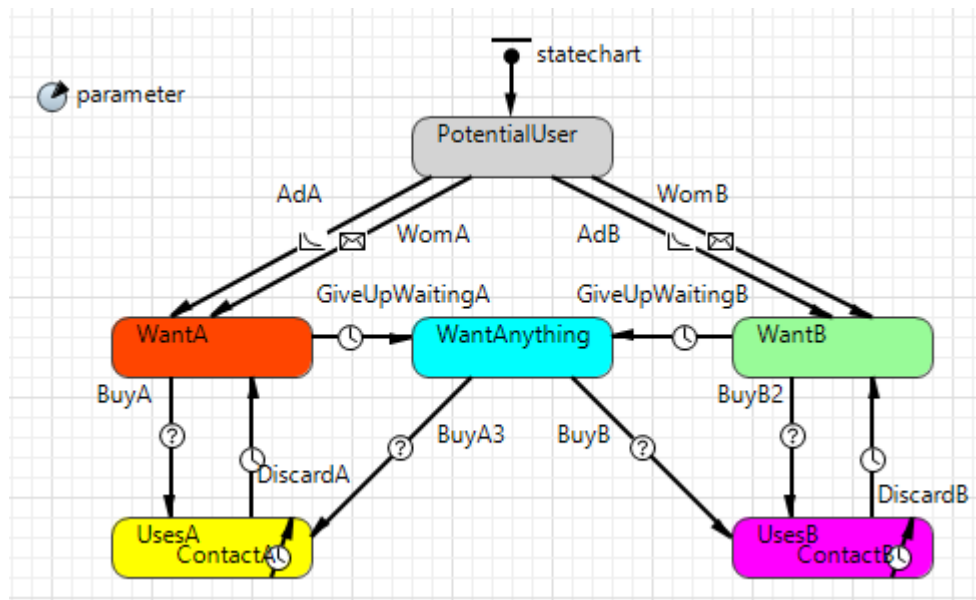 statechart
parameter
PotentialUser
AdA
WomB
WomA
AdB
GiveUpWaitingA
GiveUpWaitingB
WantA
WantAnything
WantB
BuyA
BuyB2
BuyA3
BuyB
DiscardA
DiscardB
UsesA
UsesB
ContactA
ContactB